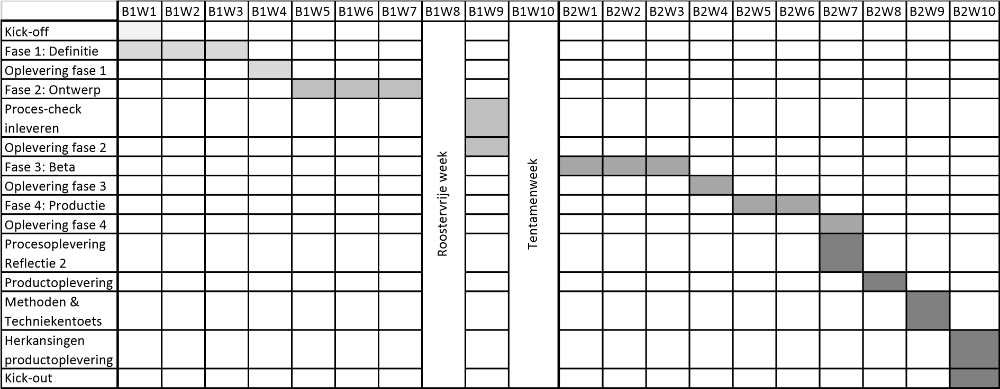 B1W1 B1W2 B1W3 B1W4 B1W5 B1W6 B1W7 B1W8 B1W9 B1W10 B2W1 B2W2 B2W3 B2W4 B2W5 B2W6 B2W7 B2W8 B2W9 B2W10
Kick-off
Fase 1: Definitie
Oplevering fase 1
Fase 2: Ontwerp
Proces-check
inleveren
Oplevering fase 2
Fase 3: Beta
Oplevering fase 3
Fase 4: Productie
Oplevering fase 4
Procesoplevering
Reflectie 2
Productoplevering
Methoden &
Techniekentoets
Herkansingen
productoplevering
Kick-out
Roostervrije week
Tentamenweek